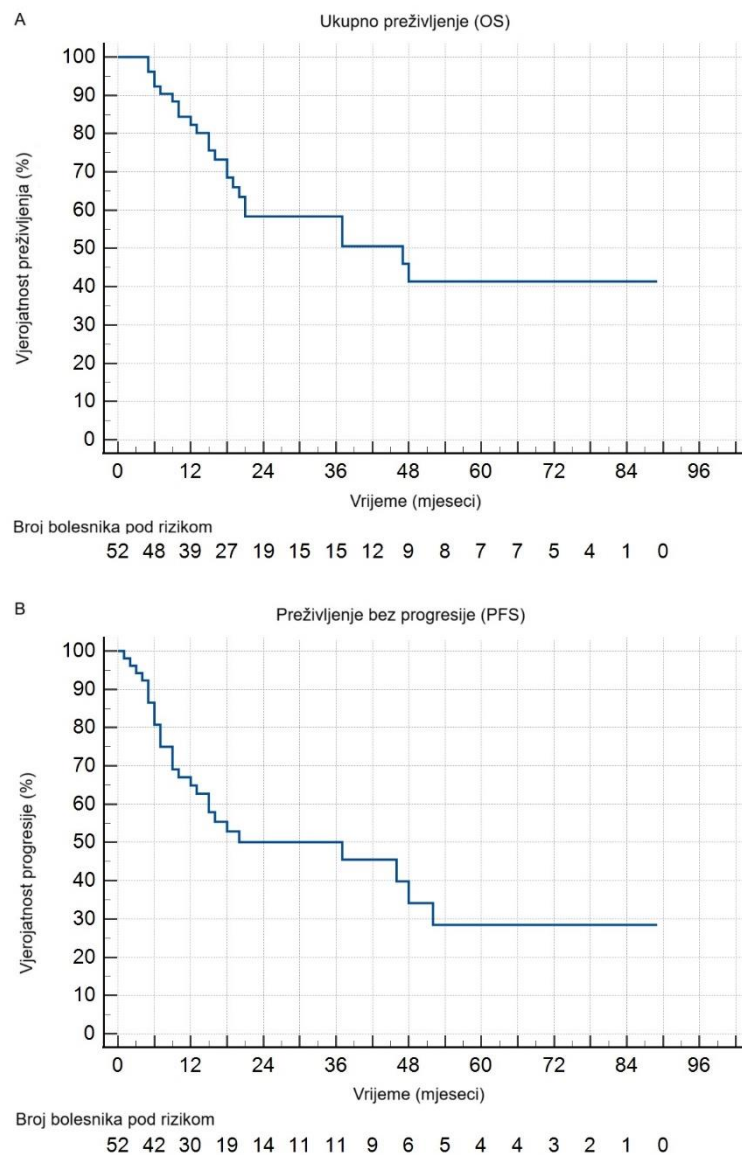 A
Ukupno preživljenje (OS)
100
90
80
70
60
50
40
30
20
10
0
Vjerojatnost preživljenja (%)
0 12 24 36 48 60 72 84 96
Vrijeme (mjeseci)
Broj bolesnika pod rizikom
52 48 39 27 19 15 15 12 9 8 7 7 5 4 1 0
B
Preživljenje bez progresije (PFS)
100
90
80
70
60
50
40
30
20
10
0
Vjerojatnost progresije (%)
0 12 24 36 48 60 72 84 96
Vrijeme (mjeseci)
Broj bolesnika pod rizikom
52 42 30 19 14 11 11 9 6 5 4 4 3 2 1 0